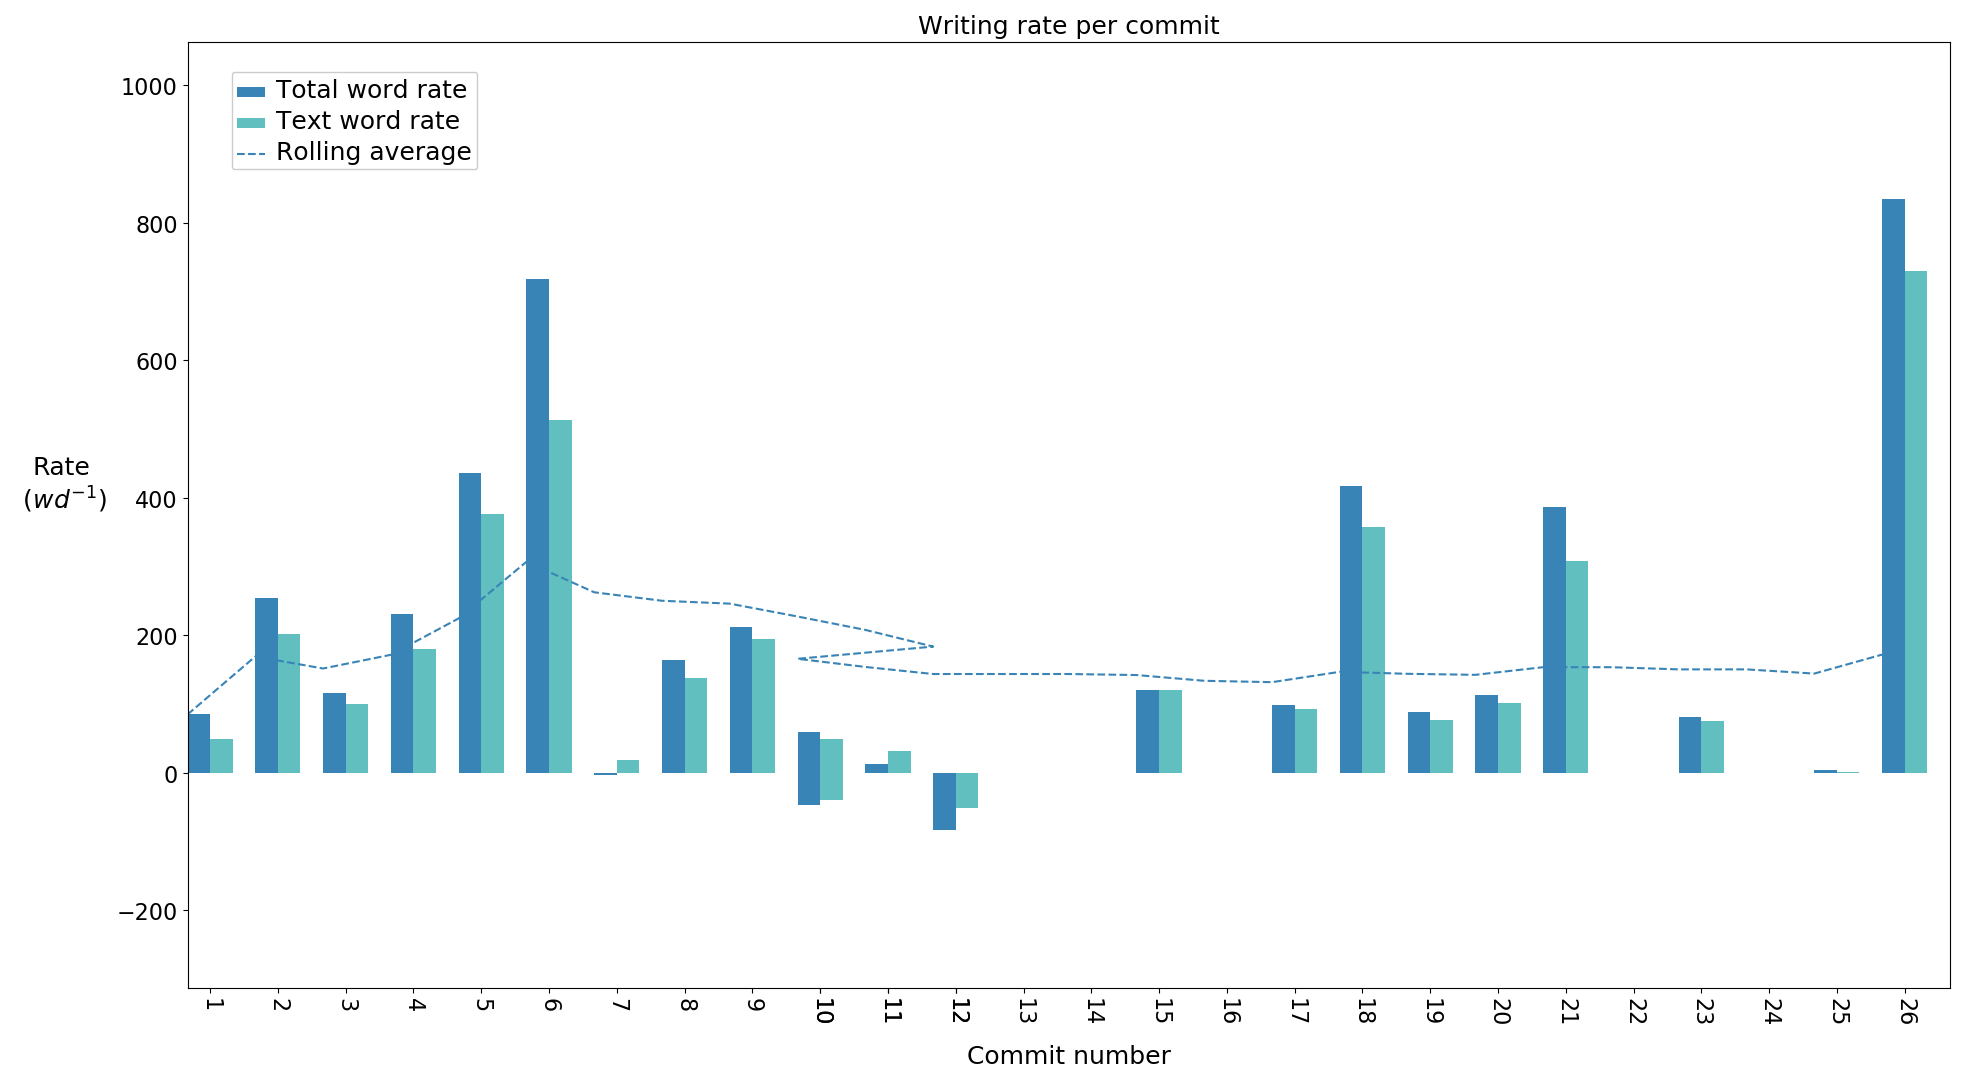 Writing rate per commit
Total word rate
Text word rate
Rolling average
1000
800
600
400
200
0
−200
Rate
(wd⁻¹)
1 2 3 4 5 6 7 8 9 10 11 12 13 14 15 16 17 18 19 20 21 22 23 24 25 26
Commit number